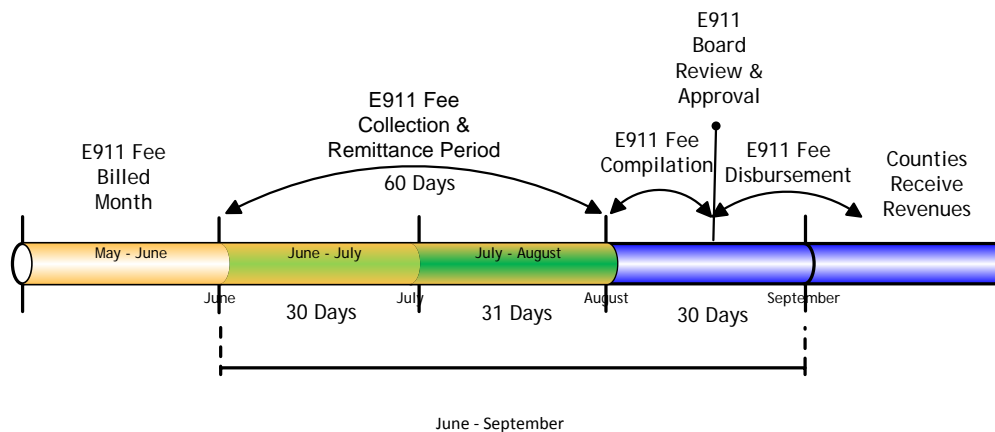 E911
Board
Review &
Approval
E911 Fee
Collection &
Remittance Period
60 Days
E911 Fee
Billed
Month
E911 Fee
Compilation
E911 Fee
Disbursement
Counties
Receive
Revenues
May - June
June - July
July - August
June
July
August
September
30 Days
31 Days
30 Days
June - September